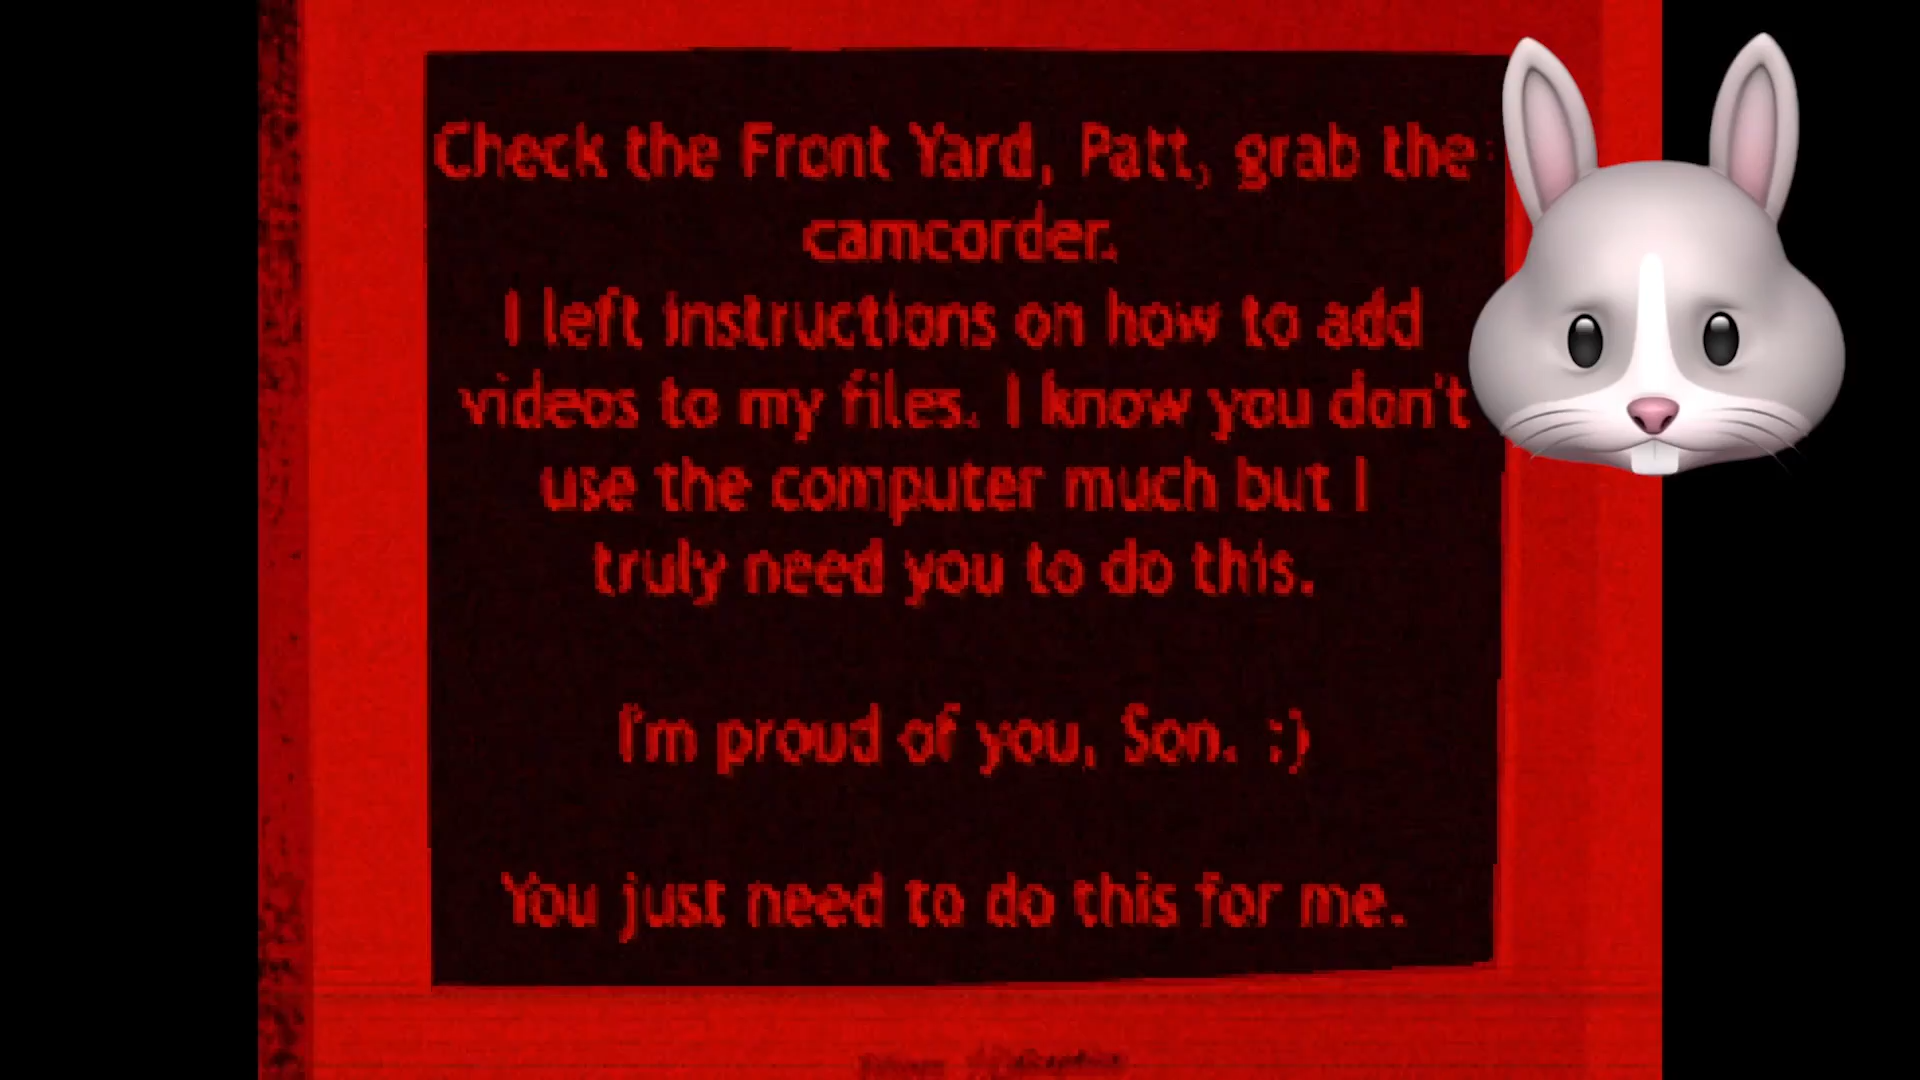 Check the Front Yard, Patt, grab the
camcorder.
I left instructions on how to add
videos to my files. I know you don't
use the computer much but I
truly need you to do this.
I'm proud of you, Son. :)
You just need to do this for me.